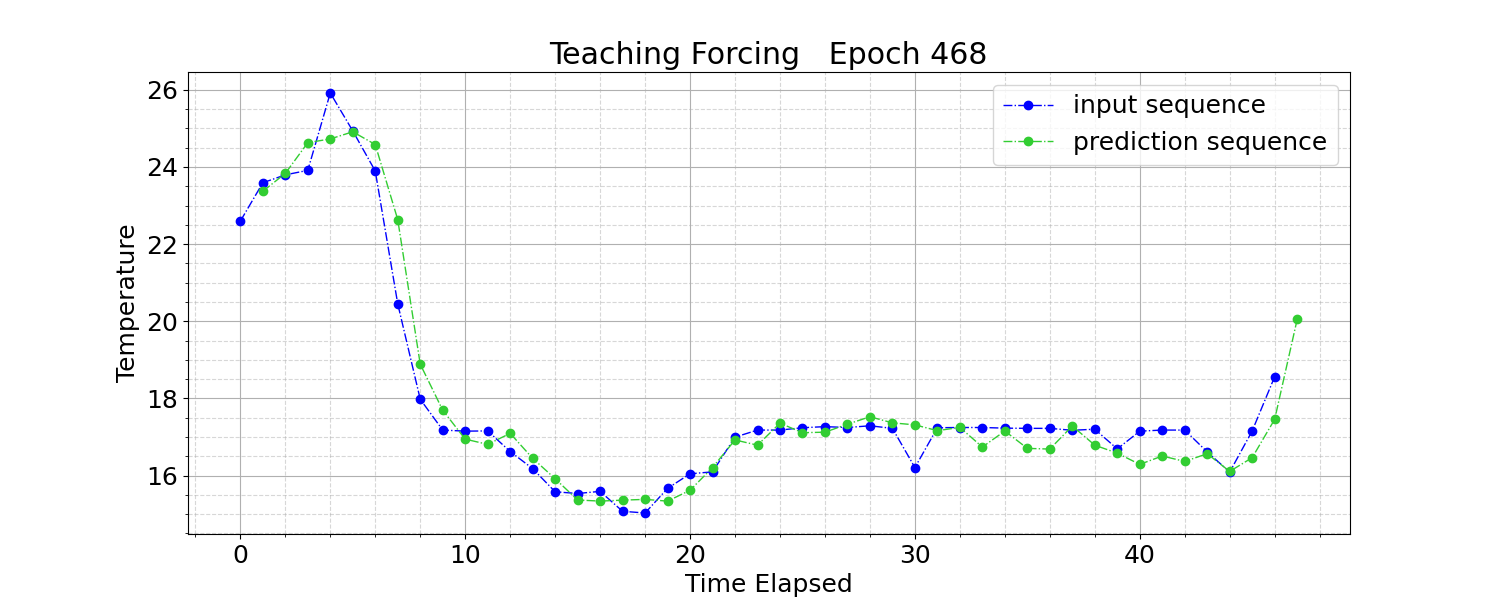 Teaching Forcing   Epoch 468
input sequence
prediction sequence
Temperature
26
24
22
20
18
16
0 10 20 30 40
Time Elapsed